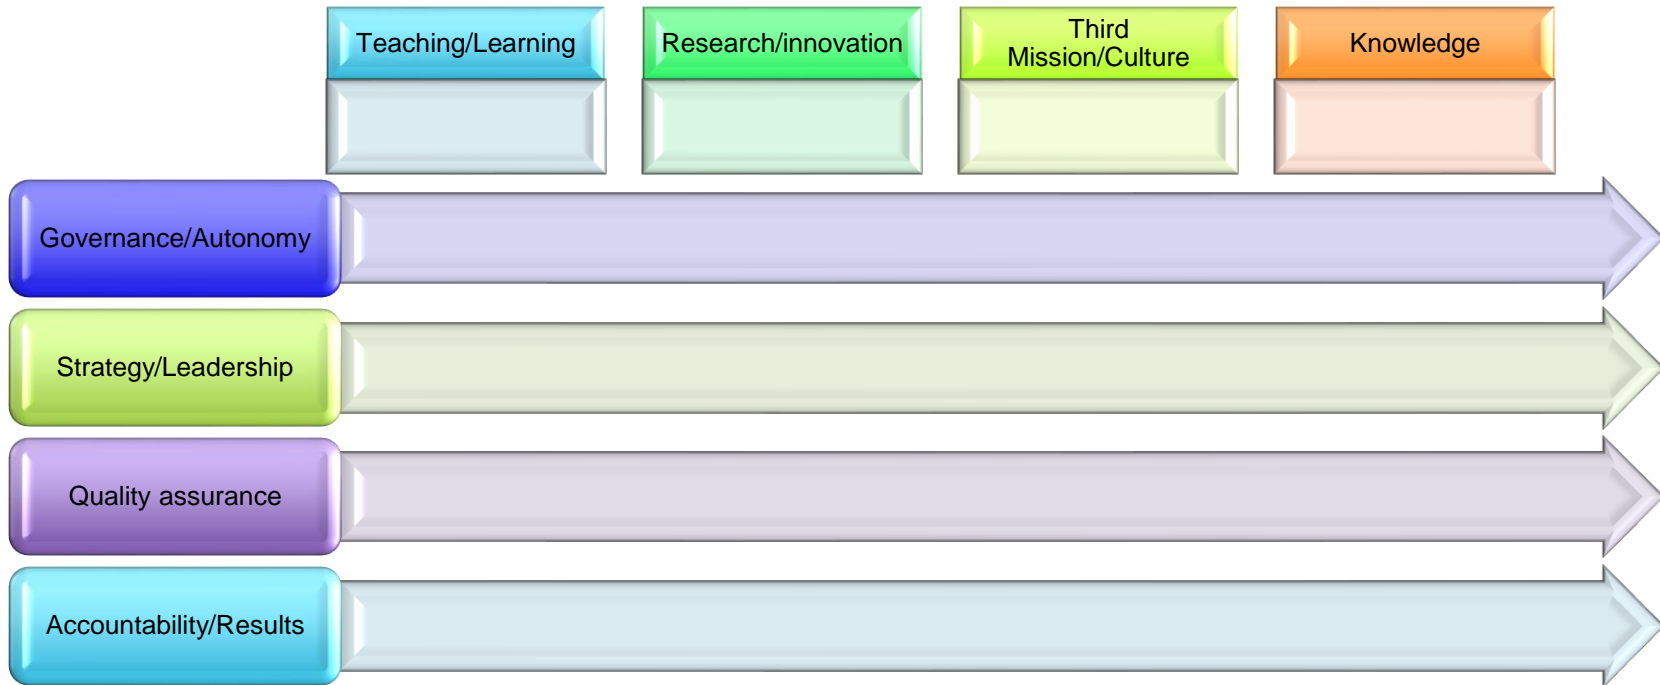 Teaching/Learning
Research/innovation
Third
Mission/Culture
Knowledge
Governance/Autonomy
Strategy/Leadership
Quality assurance
Accountability/Results